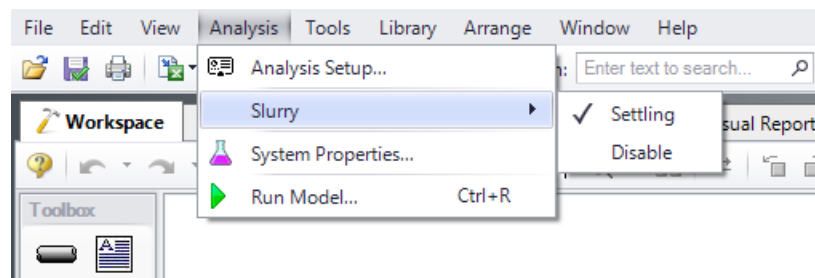 File Edit View Analysis Tools Library Arrange Window Help
Analysis Setup...
Enter text to search...
Slurry
Settling
Workspace
sual Report
System Properties...
Disable
Run Model... Ctrl+R
Toolbox